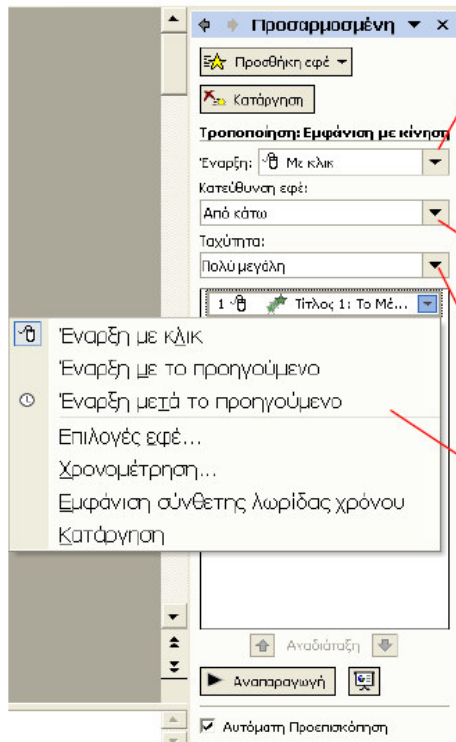 Προσαρμοσμένη
Προσθήκη εφέ
Κατάργηση
Τροποποίηση: Εμφάνιση με κίνηση
Έναρξη: Με κλικ
Κατεύθυνση εφέ:
Από κάτω
Ταχύτητα:
Πολύ μεγάλη
1 Τίτλος 1: Το Μέ...
Έναρξη με κλικ
Έναρξη με το προηγούμενο
Έναρξη μετά το προηγούμενο
Επιλογές εφέ...
Χρονομέτρηση...
Εμφάνιση σύνθετης λωρίδας χρόνου
Κατάργηση
Αναδιάταξη
Αναπαραγωγή
Αυτόματη Προεπισκόπηση